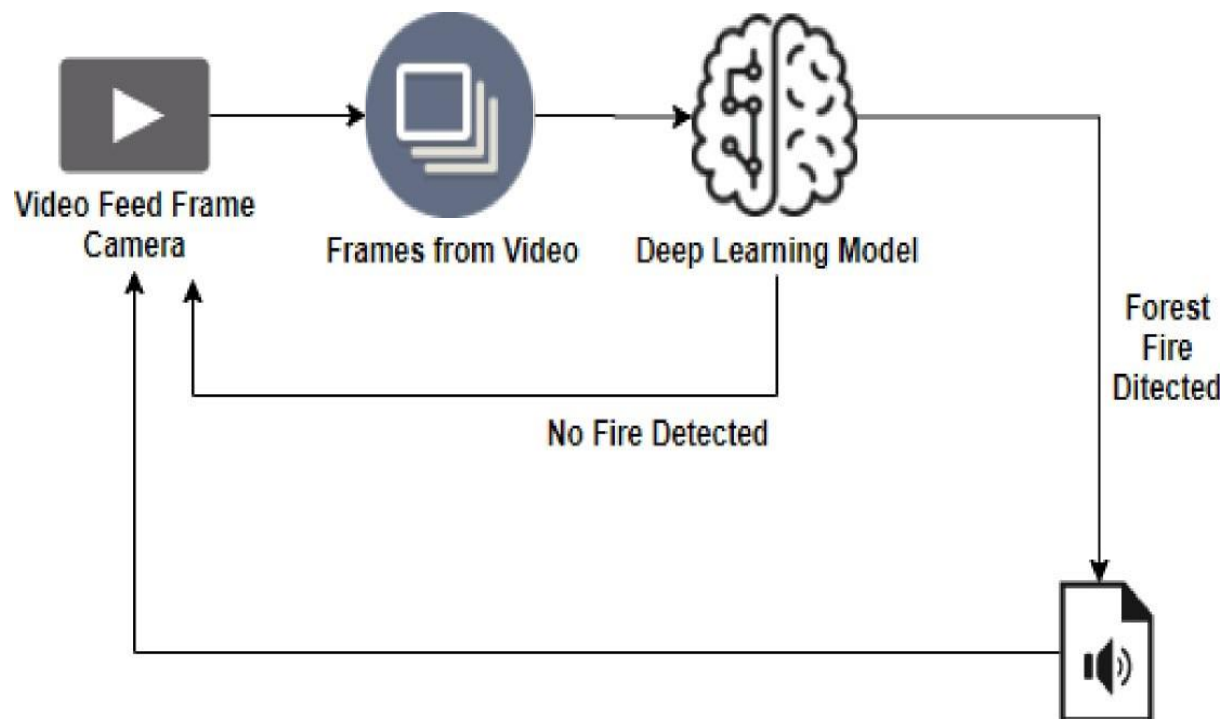 Video Feed Frame
Camera
Frames from Video
Deep Learning Model
Forest
Fire
Ditected
No Fire Detected